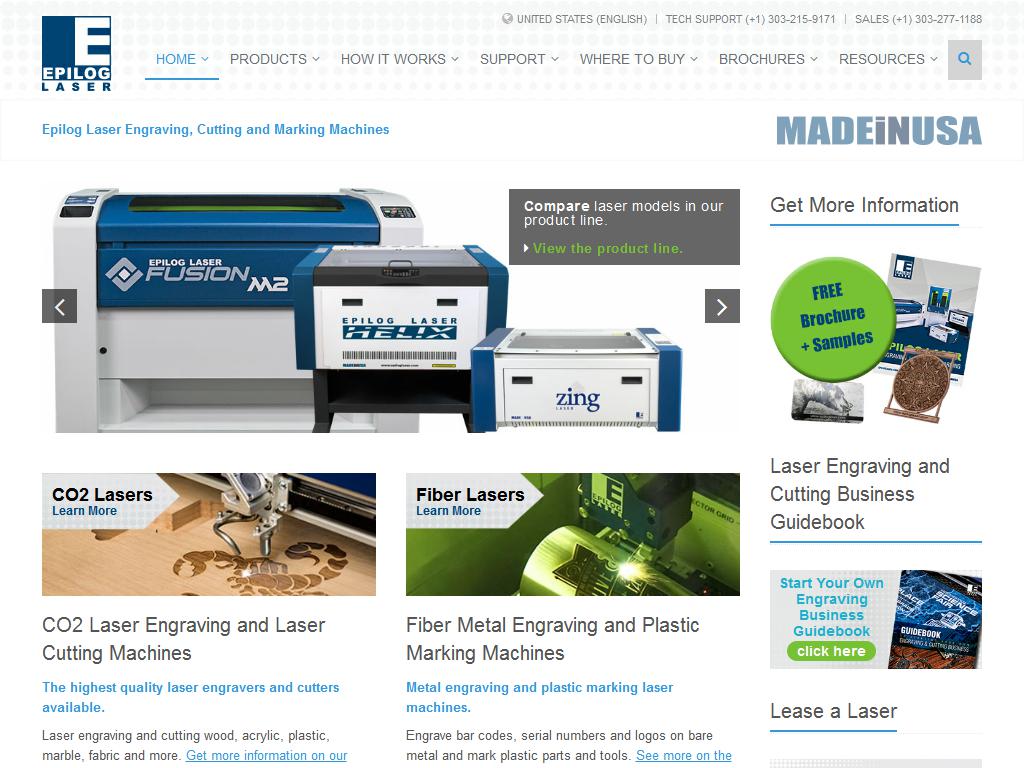 UNITED STATES (ENGLISH) | TECH SUPPORT (+1) 303-215-9171 | SALES (+1) 303-277-1188
E
EPILOG
LASER
HOME PRODUCTS HOW IT WORKS SUPPORT WHERE TO BUY BROCHURES RESOURCES
Epilog Laser Engraving, Cutting and Marking Machines
MADEiNUSA
Compare laser models in our
product line.
View the product line.
EPILOG LASER
FUSION M2
EPILOG LASER
HELIX
zing
LASER
Get More Information
FREE
Brochure
+ Samples
CO2 Lasers
Learn More
Fiber Lasers
Learn More
EPILOG
LASER
Laser Engraving and
Cutting Business
Guidebook
Start Your Own
Engraving
Business
Guidebook
click here
SCIENCE
FAIR
GUIDEBOOK
ENGRAVING & CUTTING BUSINESS
CO2 Laser Engraving and Laser
Cutting Machines
The highest quality laser engravers and cutters
available.
Laser engraving and cutting wood, acrylic, plastic,
marble, fabric and more. Get more information on our
Fiber Metal Engraving and Plastic
Marking Machines
Metal engraving and plastic marking laser
machines.
Engrave bar codes, serial numbers and logos on bare
metal and mark plastic parts and tools. See more on the
Lease a Laser